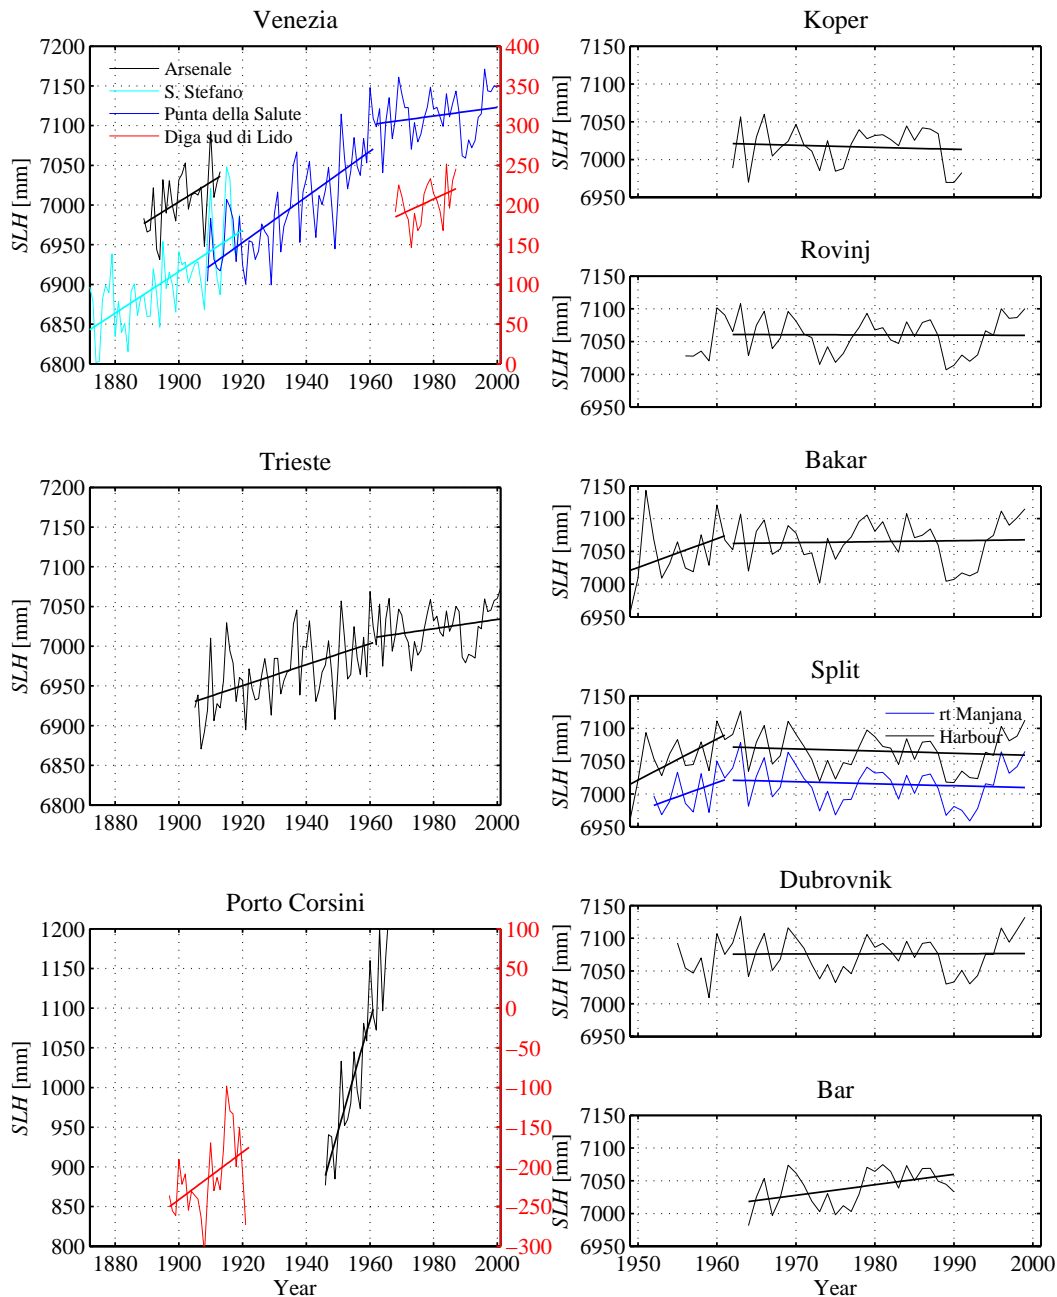 Venezia
7200
7150
7100
7050
7000
6950
6900
6850
6800
SLH [mm]
400
350
300
250
200
150
100
50
0
Arsenale
S. Stefano
Punta della Salute
Diga sud di Lido
1880 1900 1920 1940 1960 1980 2000
Trieste
7200
7150
7100
7050
7000
6950
6900
6850
6800
SLH [mm]
1880 1900 1920 1940 1960 1980 2000
Porto Corsini
1200
1150
1100
1050
1000
950
900
850
800
SLH [mm]
100
50
0
−50
−100
−150
−200
−250
−300
1880 1900 1920 1940 1960 1980 2000
Year
Koper
7150
7100
7050
7000
6950
SLH [mm]
Rovinj
7150
7100
7050
7000
6950
SLH [mm]
Bakar
7150
7100
7050
7000
6950
SLH [mm]
Split
7150
7100
7050
7000
6950
SLH [mm]
rt Manjana
Harbour
Dubrovnik
7150
7100
7050
7000
6950
SLH [mm]
Bar
7150
7100
7050
7000
6950
SLH [mm]
1950 1960 1970 1980 1990 2000
Year